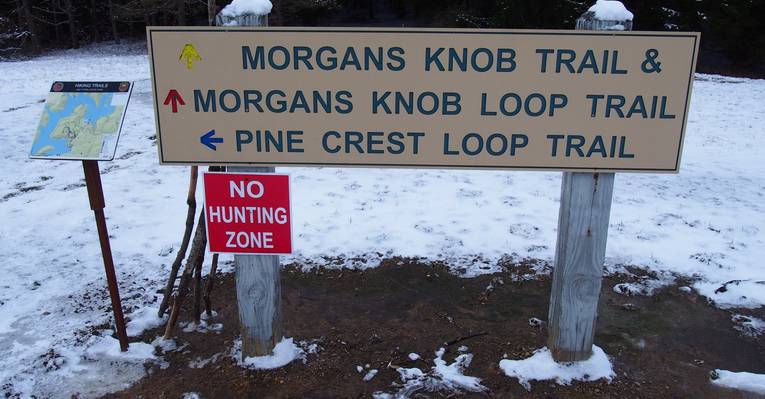 MORGANS KNOB TRAIL &
MORGANS KNOB LOOP TRAIL
PINE CREST LOOP TRAIL
HIKING TRAILS
NO
HUNTING
ZONE